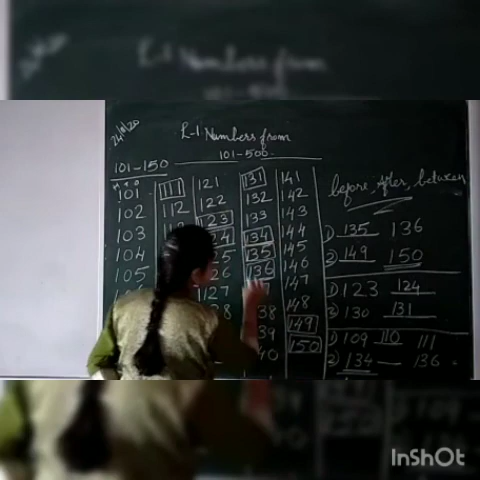 24/11/20
L-1 Numbers from
101-500.
101-150
H T O
101 111 121 131 141
102 112 122 132 142
103 123 133 143
104 134 144
105 135 145
136 146
127 147
148
149
150
before, after, between
1) 135 136
2) 149 150
1) 123 124
2) 130 131
1) 109 110 111
2) 134 — 136
InShOt